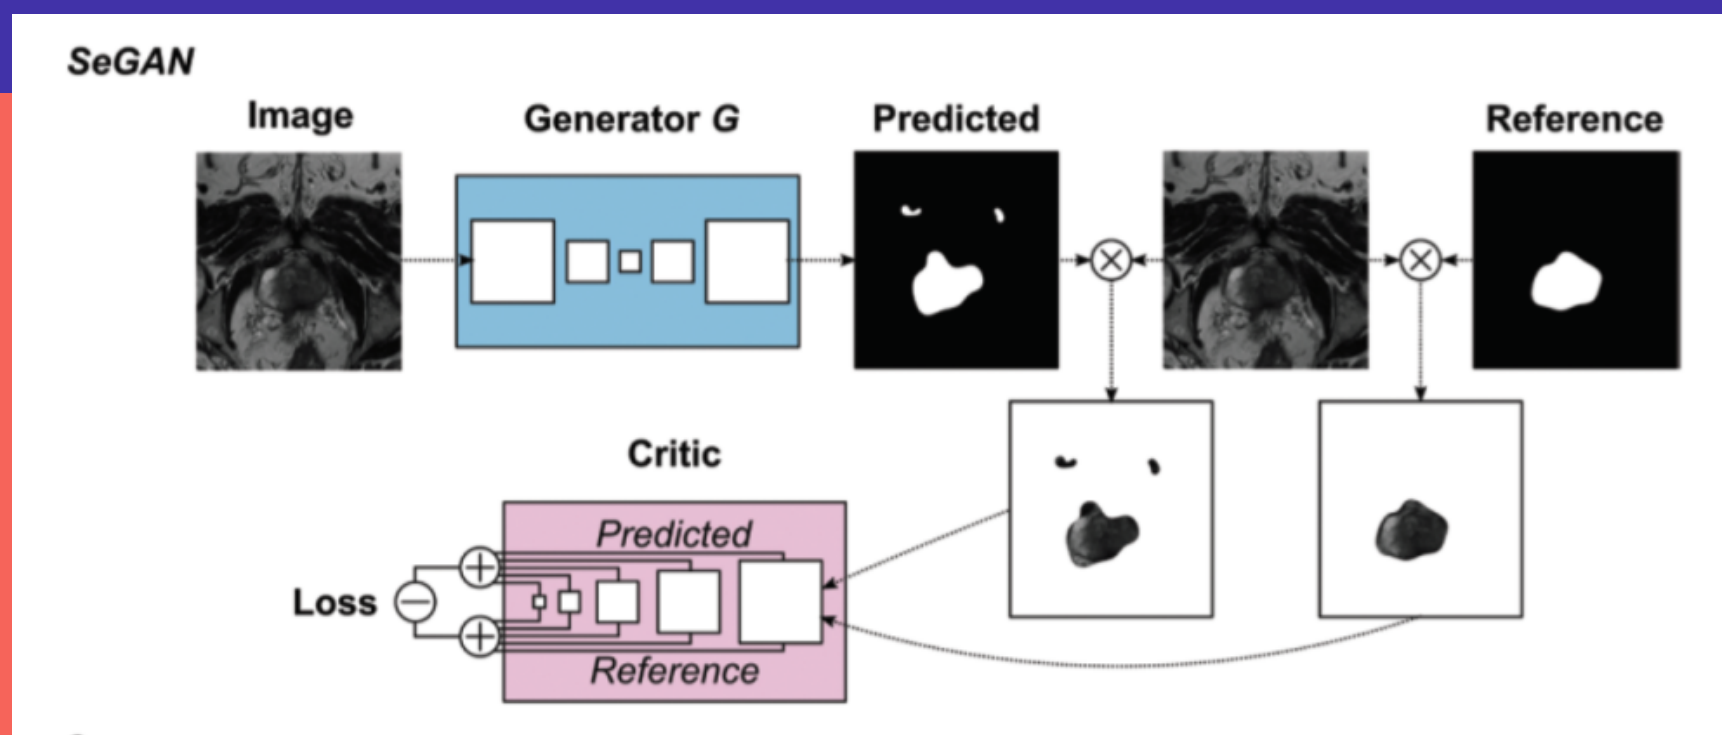 SeGAN
Image
Generator G
Predicted
Reference
Critic
Predicted
Loss
Reference